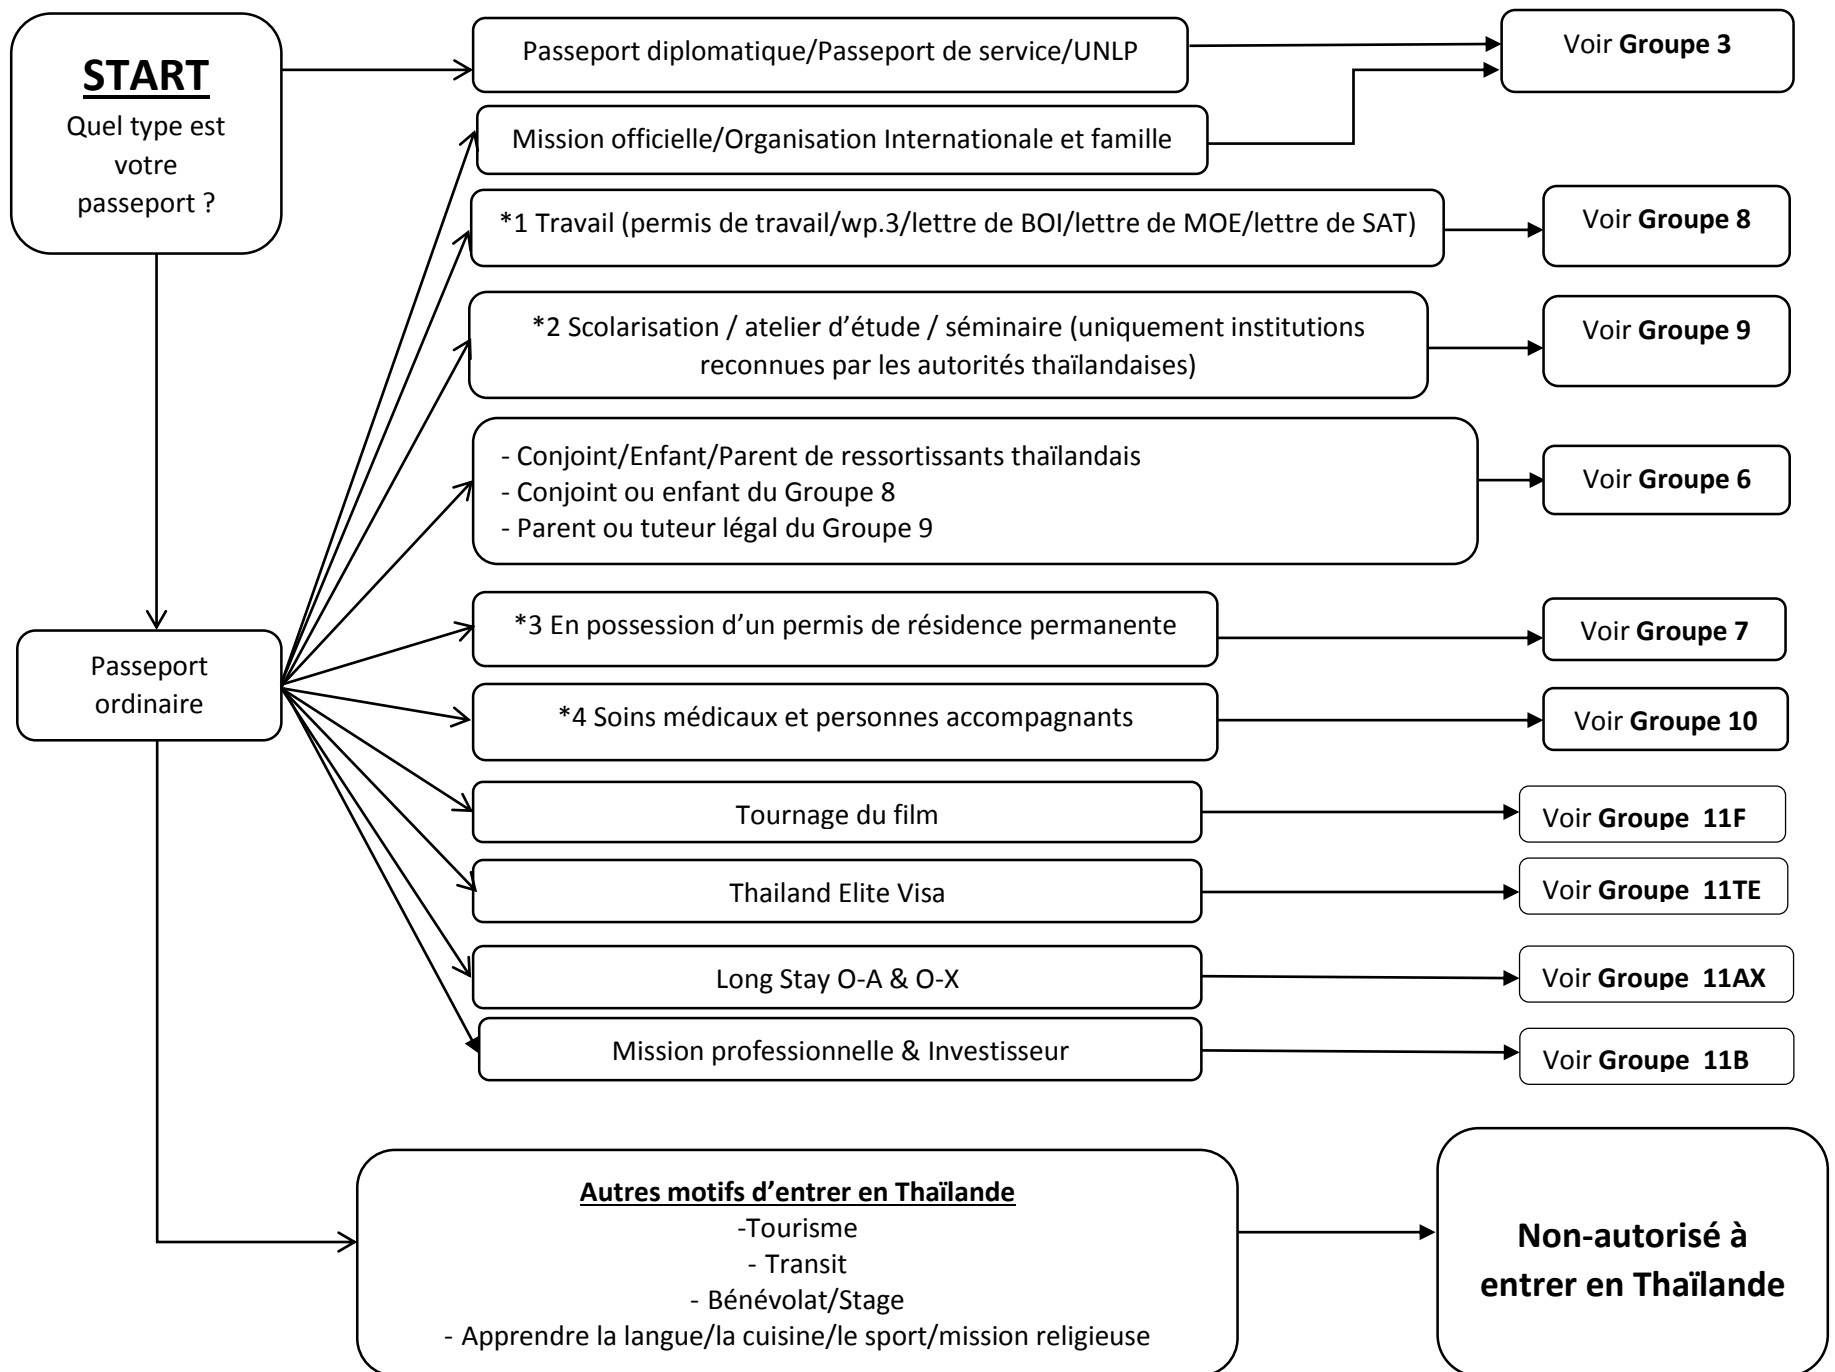 START
Quel type est
votre
passeport ?
Passeport diplomatique/Passeport de service/UNLP
Voir Groupe 3
Mission officielle/Organisation Internationale et famille
*1 Travail (permis de travail/wp.3/lettre de BOI/lettre de MOE/lettre de SAT)
Voir Groupe 8
*2 Scolarisation / atelier d’étude / séminaire (uniquement institutions
reconnues par les autorités thaïlandaises)
Voir Groupe 9
- Conjoint/Enfant/Parent de ressortissants thaïlandais
- Conjoint ou enfant du Groupe 8
- Parent ou tuteur légal du Groupe 9
Voir Groupe 6
Passeport
ordinaire
*3 En possession d’un permis de résidence permanente
Voir Groupe 7
*4 Soins médicaux et personnes accompagnants
Voir Groupe 10
Tournage du film
Voir Groupe 11F
Thailand Elite Visa
Voir Groupe 11TE
Long Stay O-A & O-X
Voir Groupe 11AX
Mission professionnelle & Investisseur
Voir Groupe 11B
Autres motifs d’entrer en Thaïlande
-Tourisme
- Transit
- Bénévolat/Stage
- Apprendre la langue/la cuisine/le sport/mission religieuse
Non-autorisé à
entrer en Thaïlande